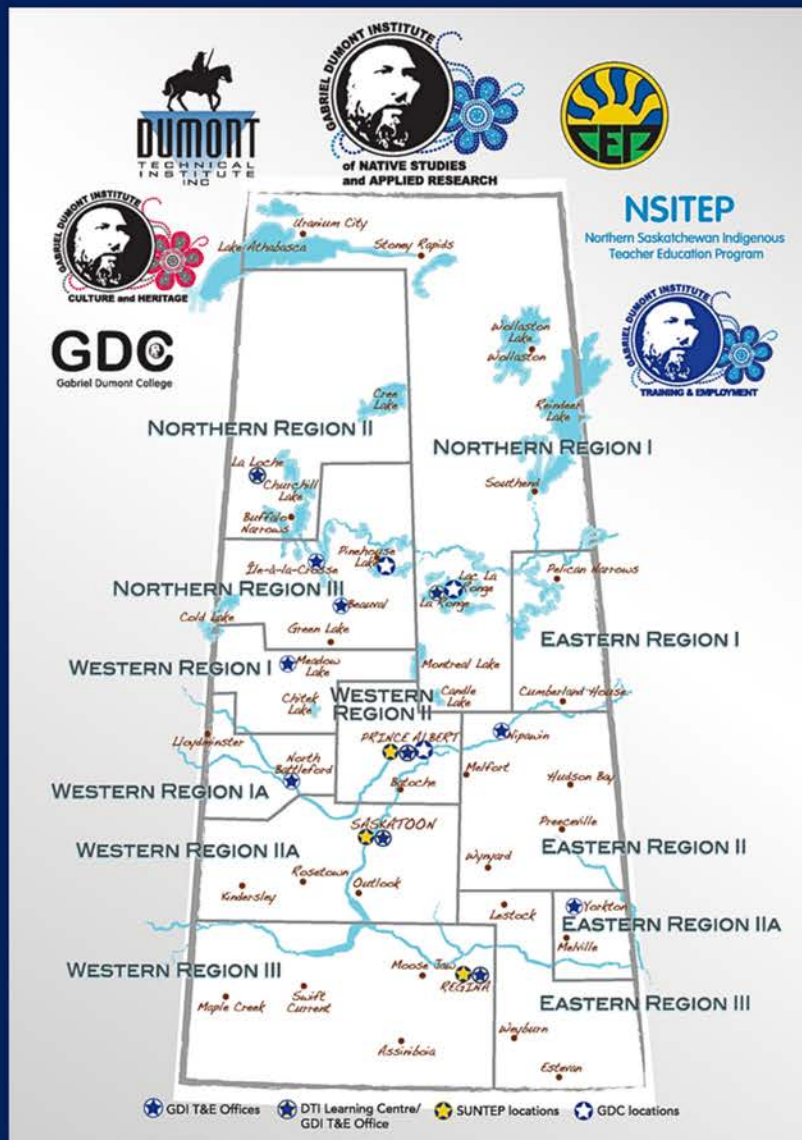 GABRIEL DUMONT INSTITUTE
of NATIVE STUDIES
and APPLIED RESEARCH
DUMONT
TECHNICAL
INSTITUTE
INC
GABRIEL DUMONT INSTITUTE
CULTURE and HERITAGE
NSITEP
Northern Saskatchewan Indigenous
Teacher Education Program
GDC
Gabriel Dumont College
GABRIEL DUMONT INSTITUTE
TRAINING & EMPLOYMENT
Uranium City
Lake Athabasca
Stoney Rapids
Wollaston
Lake
Wollaston
Cree
Lake
Reindeer
Lake
NORTHERN REGION II
NORTHERN REGION I
La Loche
Churchill
Lake
Southend
Buffalo
Narrows
Pinehouse
Lake
Île-à-la-Crosse
Lac La
Ronge
Pelican Narrows
NORTHERN REGION III
Beauval
La Ronge
Cold Lake
Green Lake
EASTERN REGION I
WESTERN REGION I
Meadow
Lake
Montreal Lake
Chitek
Lake
WESTERN
REGION II
Candle
Lake
Cumberland House
Lloydminster
PRINCE ALBERT
Nipawin
North
Battleford
Melfort
Hudson Bay
Batoche
WESTERN REGION IA
SASKATOON
Preeceville
WESTERN REGION IIA
EASTERN REGION II
Wynyard
Rosetown
Kindersley
Outlook
Lestock
Yorkton
EASTERN REGION IIA
Melville
WESTERN REGION III
Moose Jaw
REGINA
Maple Creek
Swift
Current
EASTERN REGION III
Weyburn
Assiniboia
Estevan
GDI T&E Offices
DTI Learning Centre/
GDI T&E Office
SUNTEP locations
GDC locations